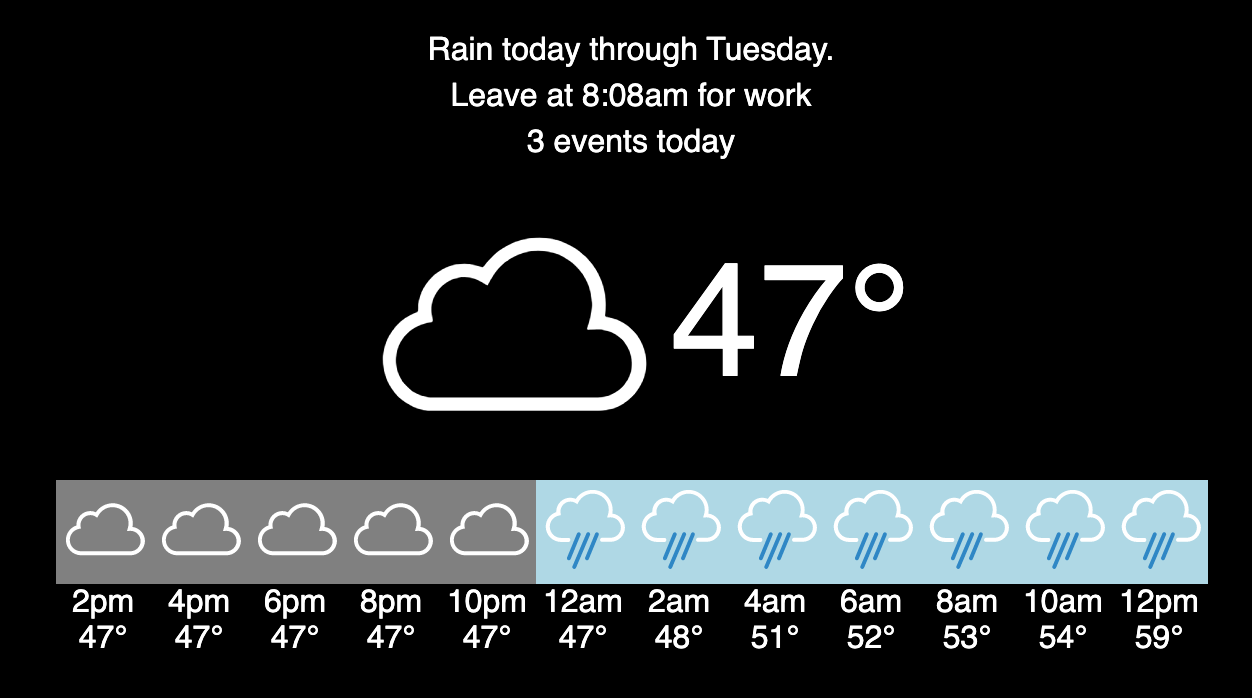 Rain today through Tuesday.
Leave at 8:08am for work
3 events today
47°
2pm 4pm 6pm 8pm 10pm 12am 2am 4am 6am 8am 10am 12pm
47° 47° 47° 47° 47° 47° 48° 51° 52° 53° 54° 59°